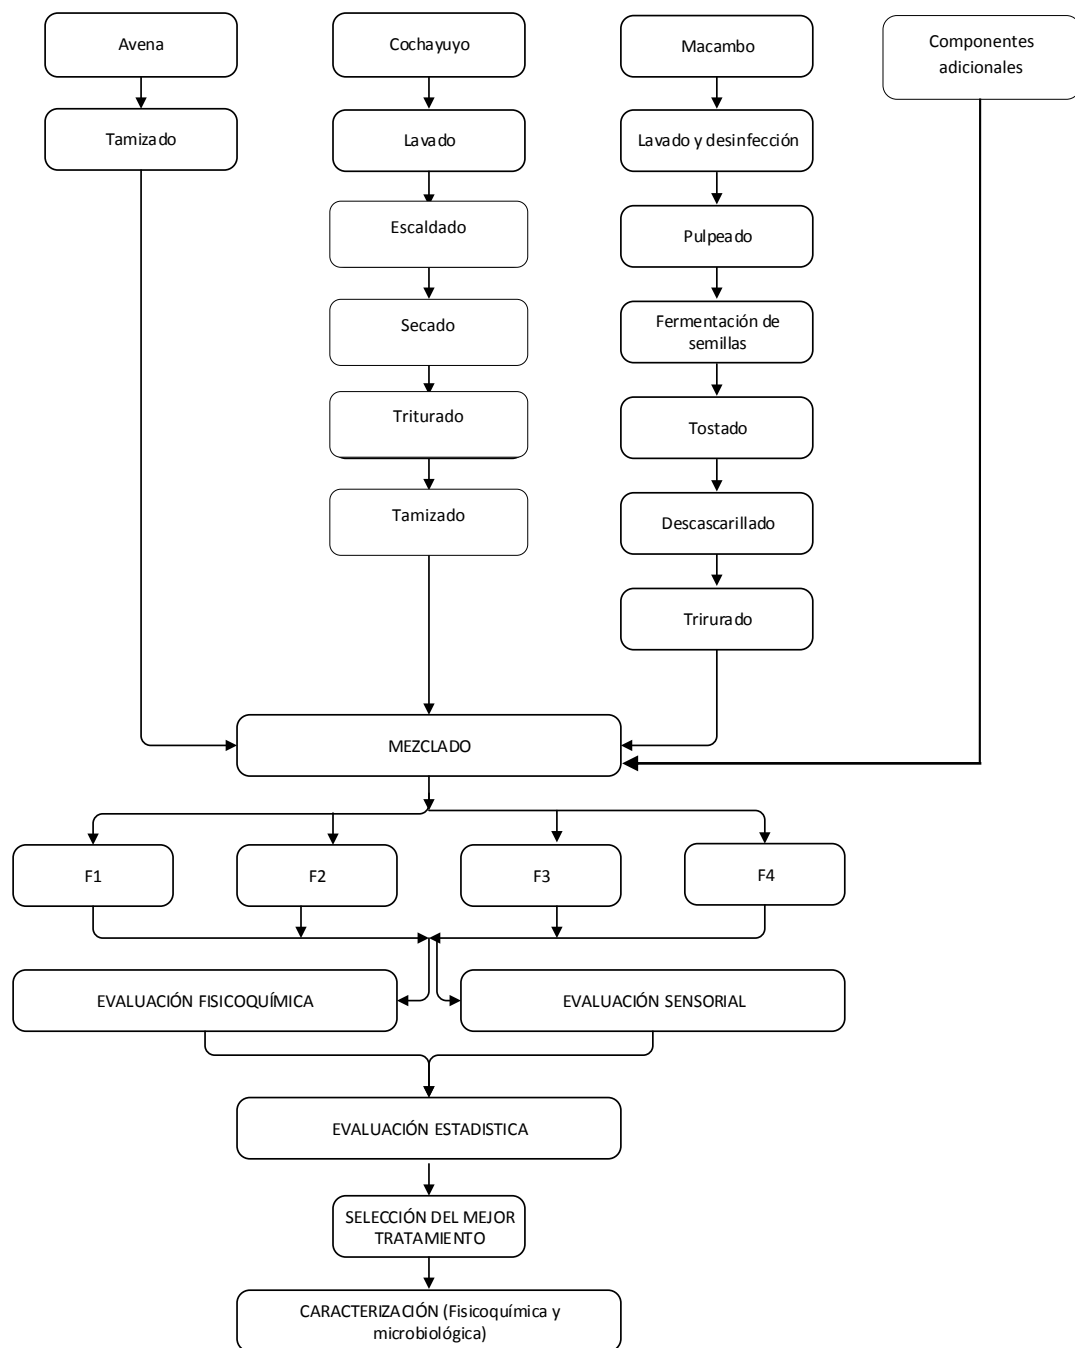 Avena
Cochayuyo
Macambo
Componentes
adicionales
Tamizado
Lavado
Lavado y desinfección
Escaldado
Pulpeado
Secado
Fermentación de
semillas
Triturado
Tostado
Tamizado
Descascarillado
Trirurado
MEZCLADO
F1
F2
F3
F4
EVALUACIÓN FISICOQUÍMICA
EVALUACIÓN SENSORIAL
EVALUACIÓN ESTADISTICA
SELECCIÓN DEL MEJOR
TRATAMIENTO
CARACTERIZACIÓN (Fisicoquímica y
microbiológica)